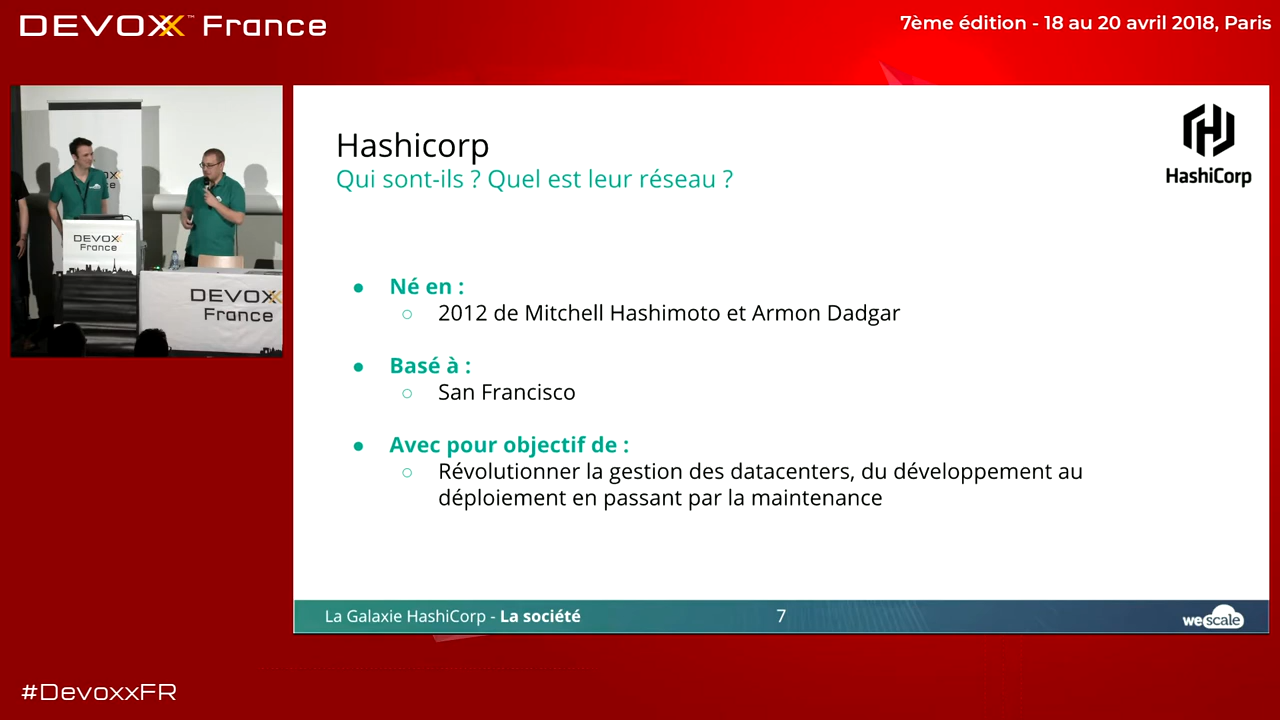 DEVOXX™ France
7ème édition - 18 au 20 avril 2018, Paris
DEVOXX
France
DEVOXX
France
Hashicorp
Qui sont-ils ? Quel est leur réseau ?
HashiCorp
Né en :
2012 de Mitchell Hashimoto et Armon Dadgar
Basé à :
San Francisco
Avec pour objectif de :
Révolutionner la gestion des datacenters, du développement au
déploiement en passant par la maintenance
La Galaxie HashiCorp - La société
7
wescale
#DevoxxFR